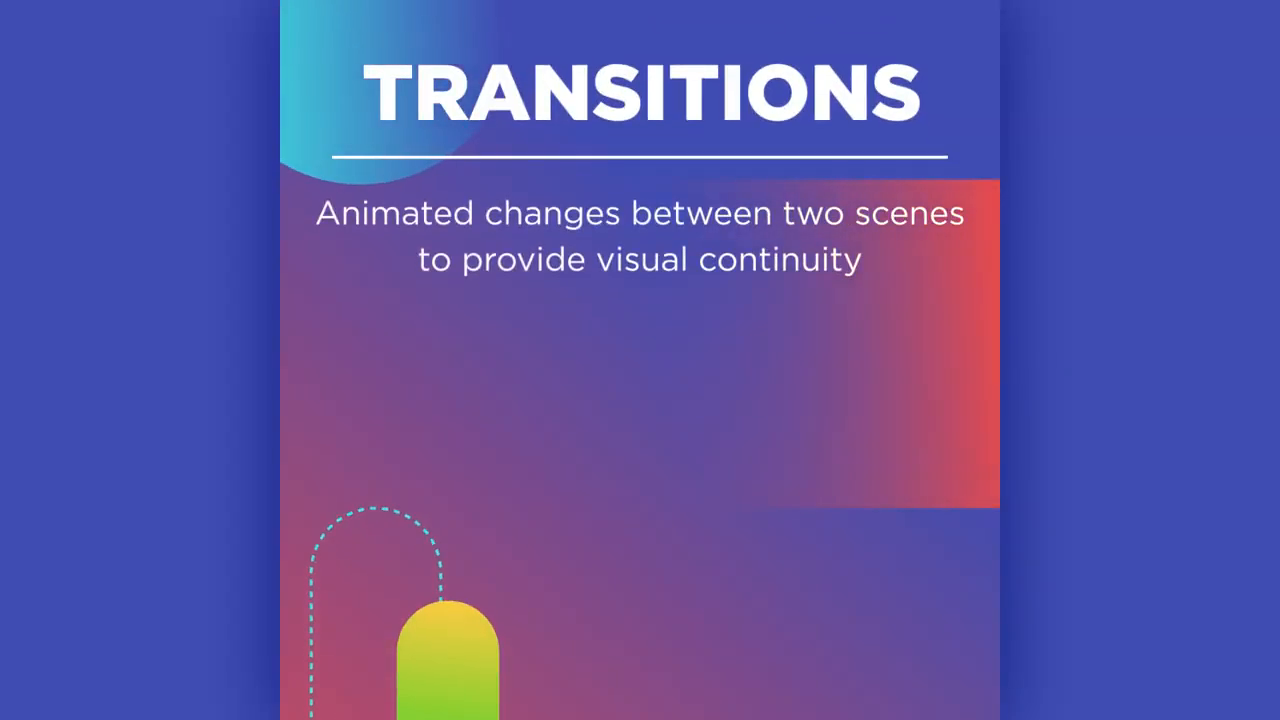 TRANSITIONS
Animated changes between two scenes
to provide visual continuity